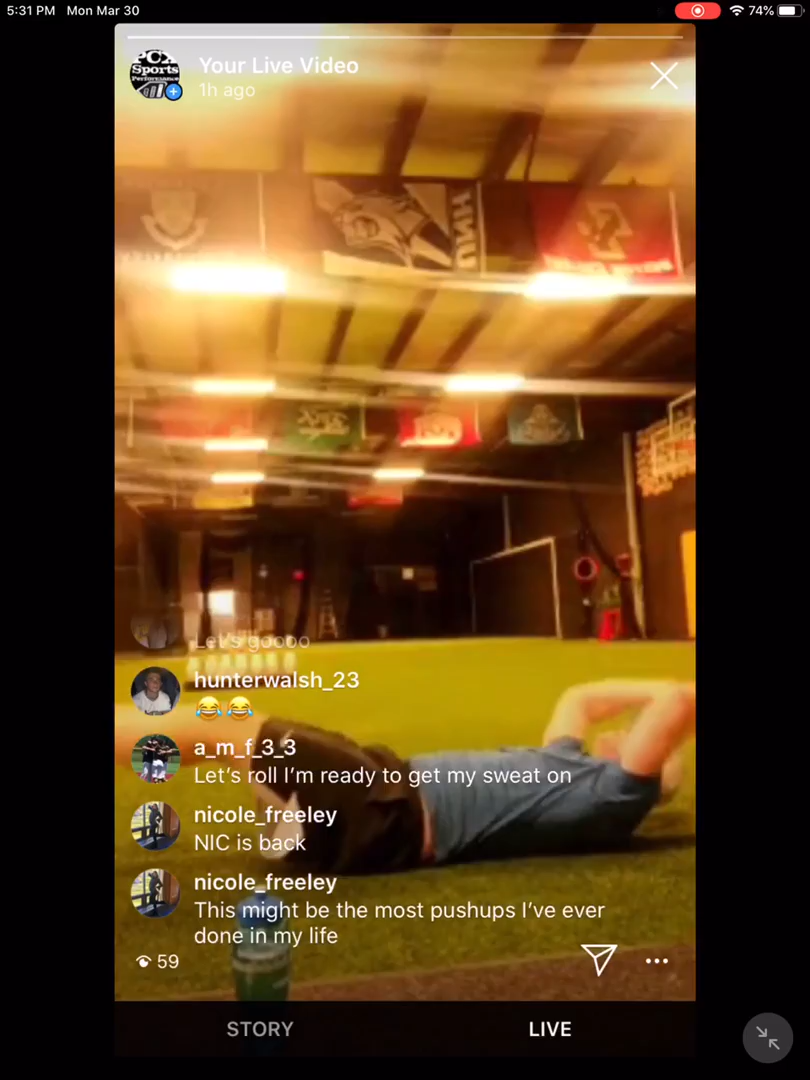 5:31 PM Mon Mar 30
74%
PCX
Sports
Performance
Your Live Video
1h ago
UNH
Let's goooo
hunterwalsh_23
😂😂
a_m_f_3_3
Let's roll I'm ready to get my sweat on
nicole_freeley
NIC is back
nicole_freeley
This might be the most pushups I've ever
done in my life
59
STORY
LIVE